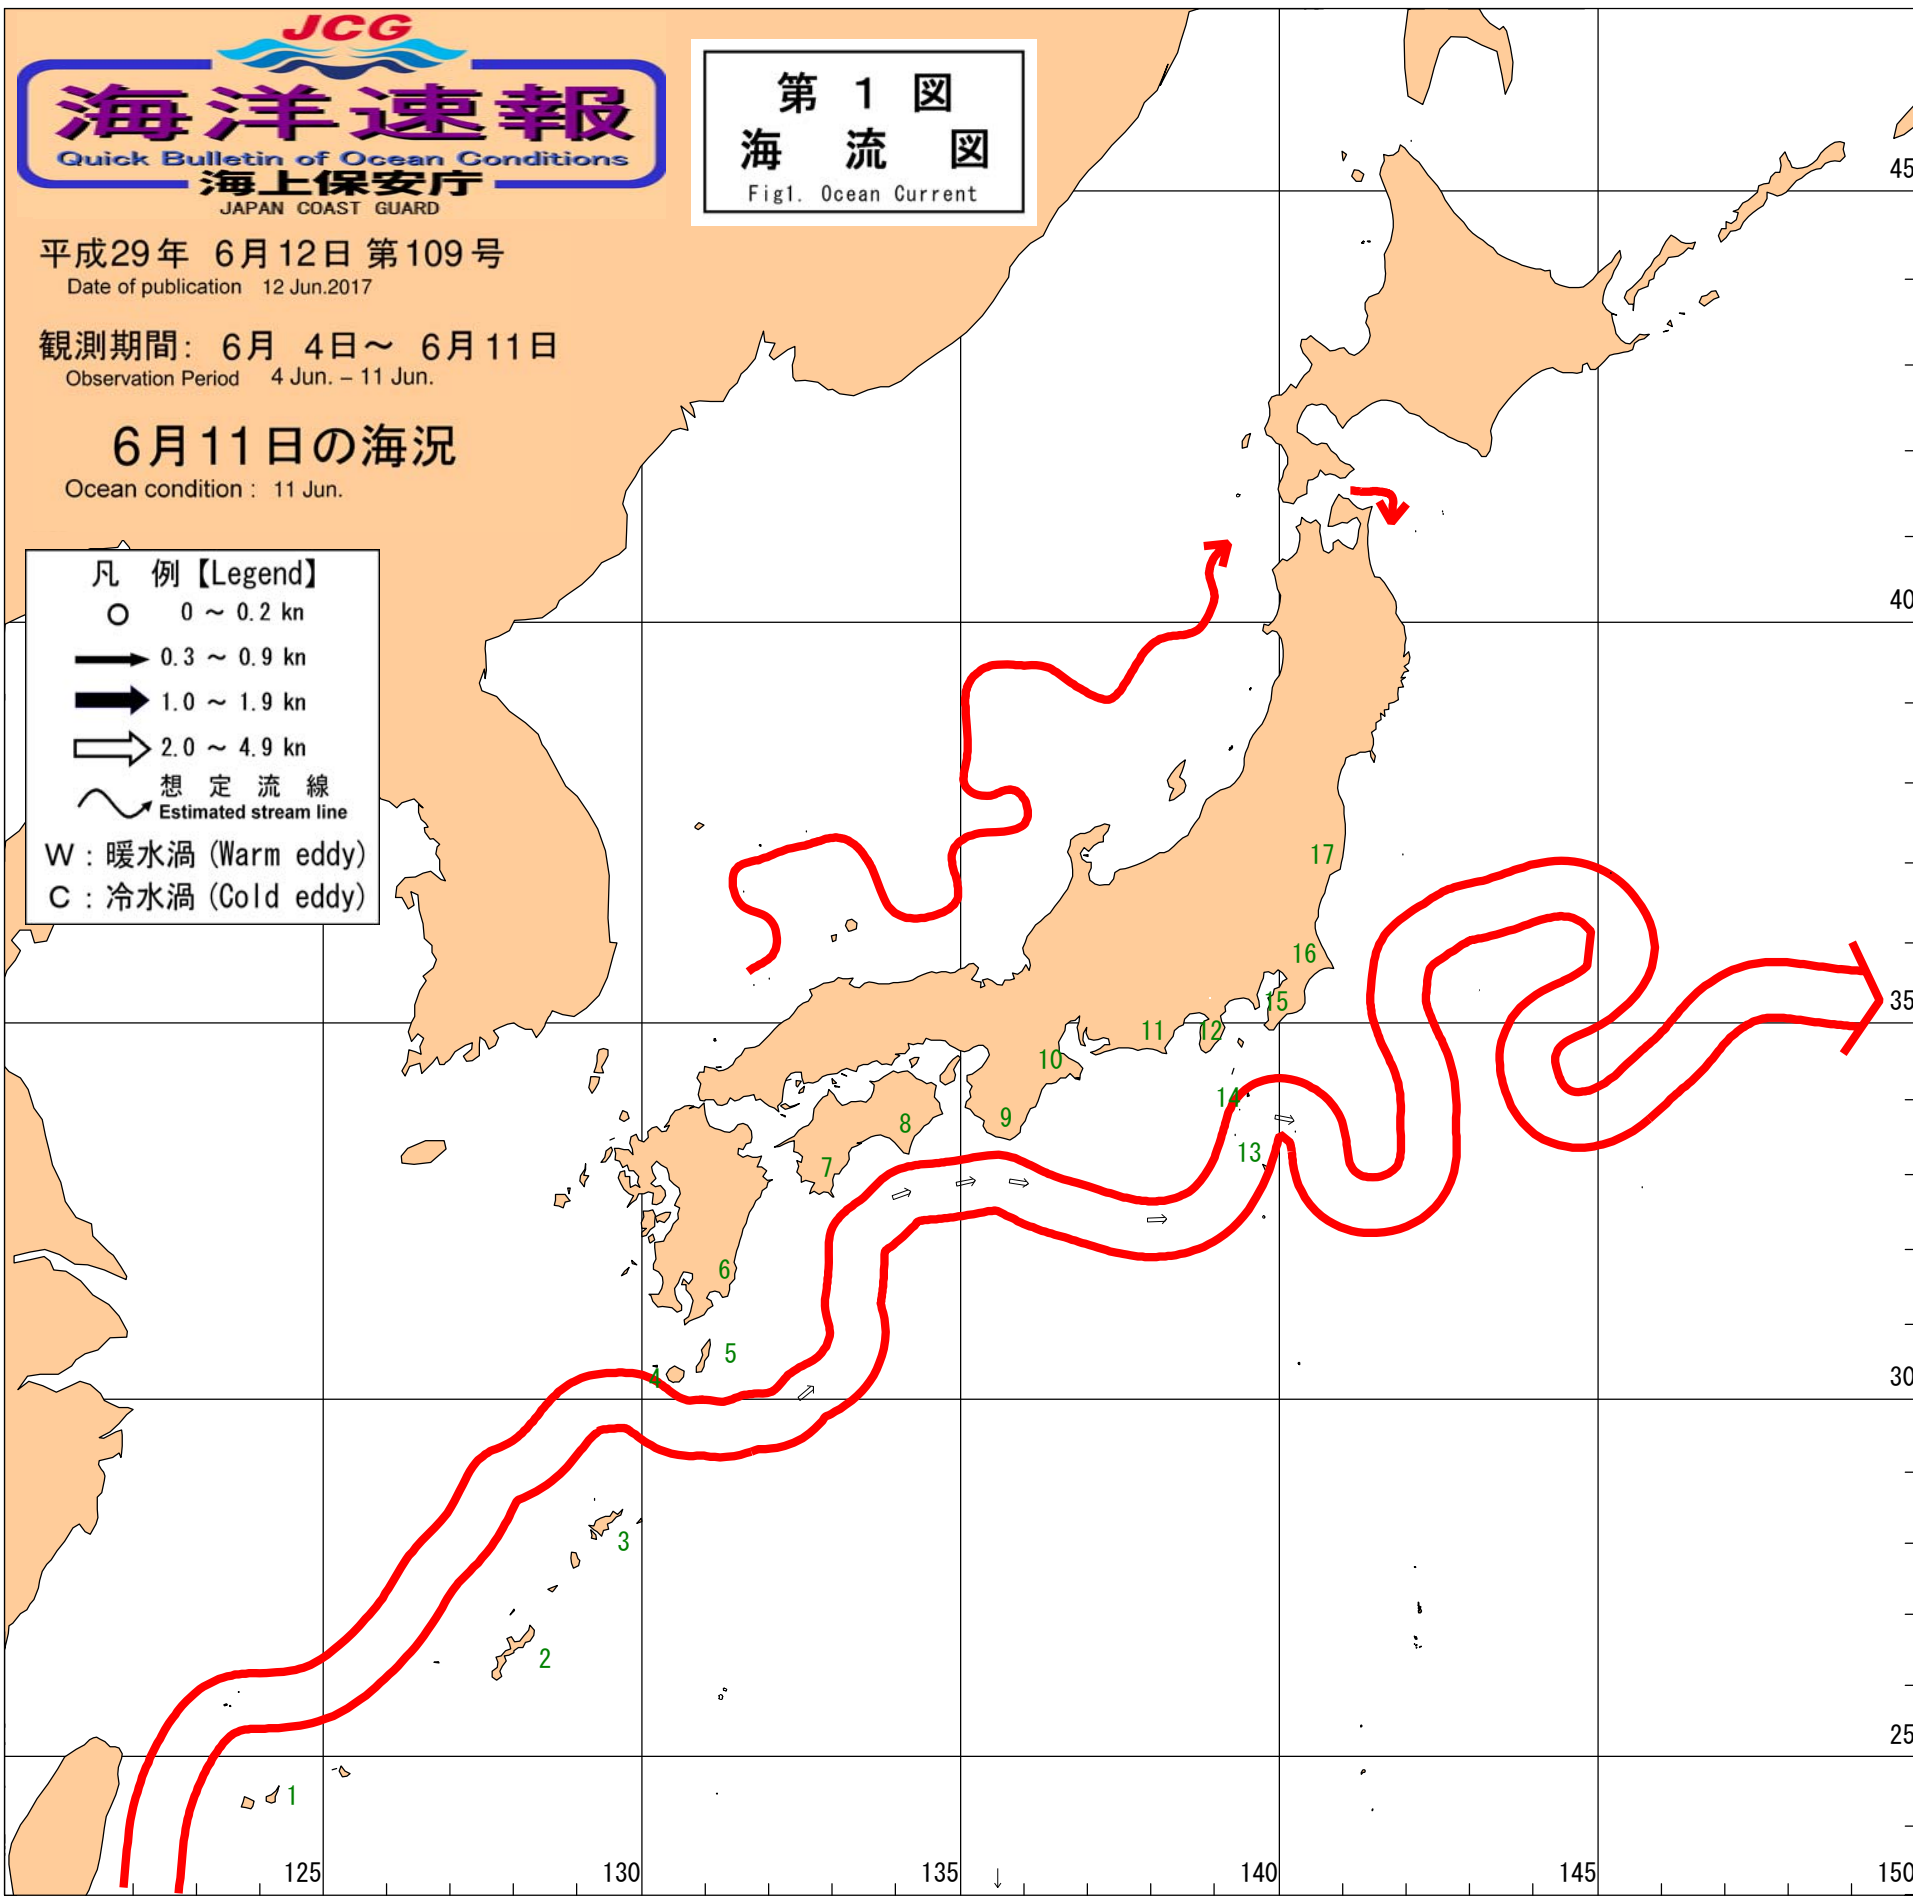 JCG
海洋速報
Quick Bulletin of Ocean Conditions
海上保安庁
JAPAN COAST GUARD
第 1 図
海 流 図
Fig1. Ocean Current
平成29年 6月12日 第109号
Date of publication 12 Jun.2017
観測期間: 6月 4日～ 6月11日
Observation Period 4 Jun. – 11 Jun.
6月11日の海況
Ocean condition : 11 Jun.
凡 例【Legend】
0 ～ 0.2 kn
0.3 ～ 0.9 kn
1.0 ～ 1.9 kn
2.0 ～ 4.9 kn
想 定 流 線
Estimated stream line
W : 暖水渦 (Warm eddy)
C : 冷水渦 (Cold eddy)
45
40
17
16
35
15
12
11
10
14
9
8
13
7
6
5
4
30
3
2
25
1
125
130
135
140
145
150